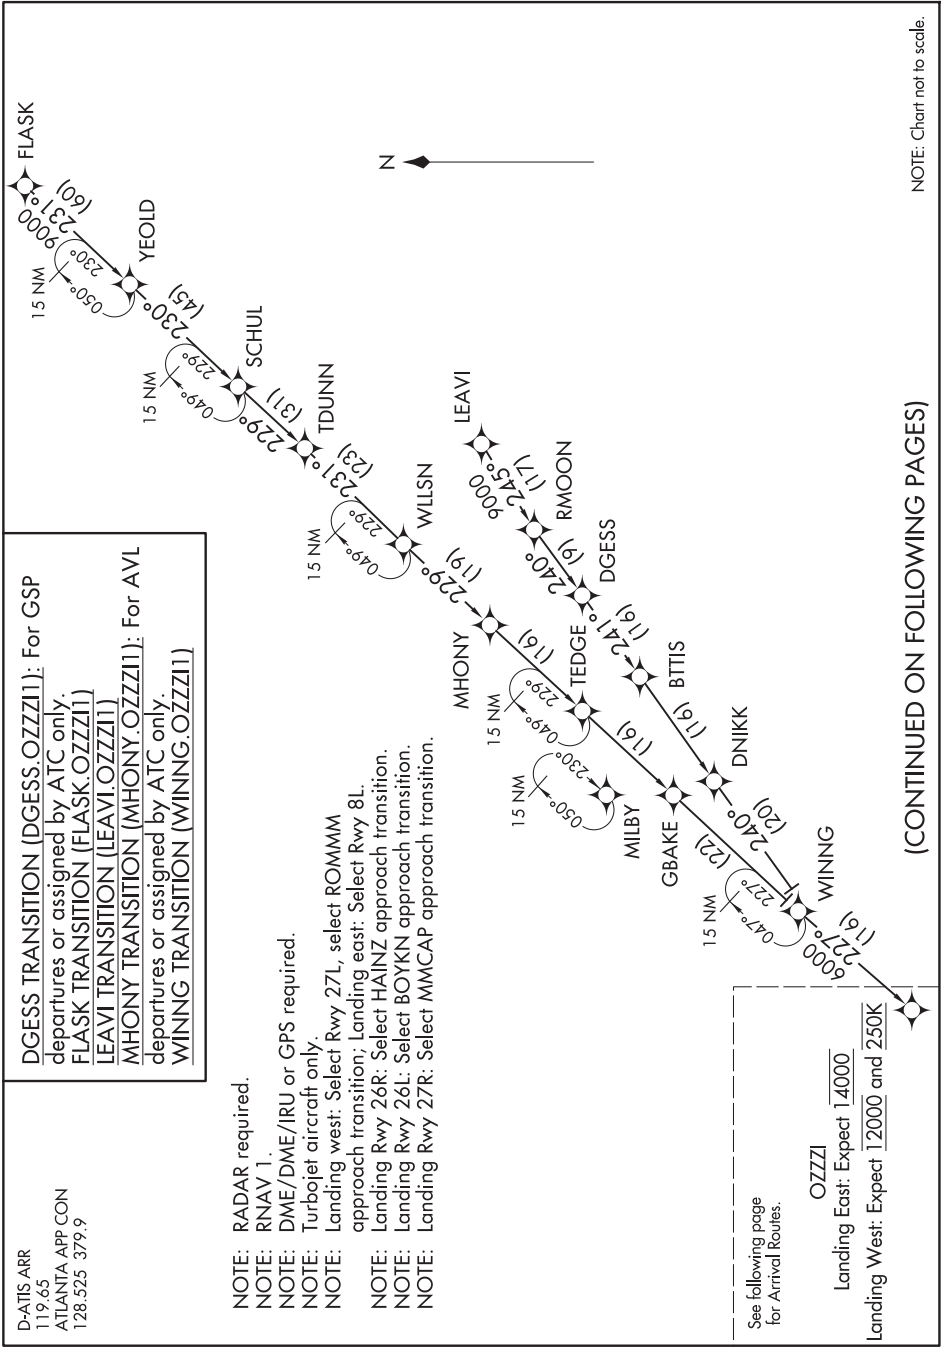 D-ATIS ARR
119.65
ATLANTA APP CON
128.525 379.9
DGESS TRANSITION (DGESS.OZZZI1): For GSP
departures or assigned by ATC only.
FLASK TRANSITION (FLASK.OZZZI1)
LEAVI TRANSITION (LEAVI.OZZZI1)
MHONY TRANSITION (MHONY.OZZZI1): For AVL
departures or assigned by ATC only.
WINNG TRANSITION (WINNG.OZZZI1)
NOTE: RADAR required.
NOTE: RNAV 1.
NOTE: DME/DME/IRU or GPS required.
NOTE: Turbojet aircraft only.
NOTE: Landing west: Select Rwy 27L, select ROMMM
approach transition; Landing east: Select Rwy 8L.
NOTE: Landing Rwy 26R: Select HAINZ approach transition.
NOTE: Landing Rwy 26L: Select BOYKN approach transition.
NOTE: Landing Rwy 27R: Select MMCAP approach transition.
FLASK
9000
231°
(60)
15 NM
230°
050°
YEOLD
230°
(45)
15 NM
229°
049°
SCHUL
229°
(31)
TDUNN
231°
(23)
15 NM
229°
049°
WLLSN
229°
(19)
MHONY
(16)
15 NM
229°
049°
TEDGE
(16)
15 NM
230°
050°
MILBY
GBAKE
(22)
LEAVI
9000
245°
(17)
RMOON
240°
(9)
DGESS
241°
(16)
BTTIS
(16)
DNIKK
240°
(20)
15 NM
227°
047°
WINNG
6000
227°
(16)
N
See following page
for Arrival Routes.
OZZZI
Landing East: Expect 14000
Landing West: Expect 12000 and 250K
(CONTINUED ON FOLLOWING PAGES)
NOTE: Chart not to scale.